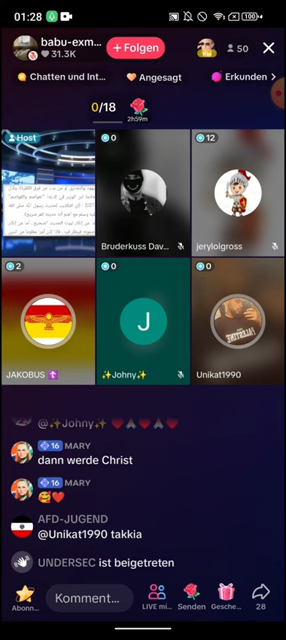 01:28
100+
babu-exm...
31.3K
+ Folgen
50
Chatten und Int...
Angesagt
Erkunden >
0/18
2h59m
Host
0
12
Bruderkuss Dav...
jerylolgross
2
0
0
J
PALESTINE
JAKOBUS
✨Johny✨
Unikat1990
@✨Johny✨ ❤️🙏❤️🙏❤️
16 MARY
dann werde Christ
16 MARY
🥰❤️
AFD-JUGEND
@Unikat1990 takkia
UNDERSEC ist beigetreten
Abonn...
Komment...
LIVE mi...
Senden
Gesche...
28